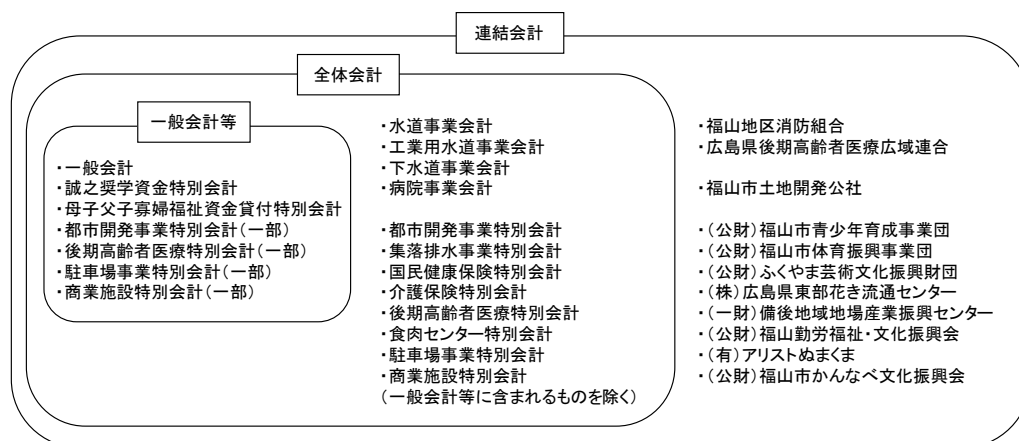 連結会計
全体会計
一般会計等
・一般会計
・誠之奨学資金特別会計
・母子父子寡婦福祉資金貸付特別会計
・都市開発事業特別会計(一部)
・後期高齢者医療特別会計(一部)
・駐車場事業特別会計(一部)
・商業施設特別会計(一部)
・水道事業会計
・工業用水道事業会計
・下水道事業会計
・病院事業会計
・都市開発事業特別会計
・集落排水事業特別会計
・国民健康保険特別会計
・介護保険特別会計
・後期高齢者医療特別会計
・食肉センター特別会計
・駐車場事業特別会計
・商業施設特別会計
(一般会計等に含まれるものを除く)
・福山地区消防組合
・広島県後期高齢者医療広域連合
・福山市土地開発公社
・(公財)福山市青少年育成事業団
・(公財)福山市体育振興事業団
・(公財)ふくやま芸術文化振興財団
・(株)広島県東部花き流通センター
・(一財)備後地域地場産業振興センター
・(公財)福山勤労福祉・文化振興会
・(有)アリストぬまくま
・(公財)福山市かんなべ文化振興会